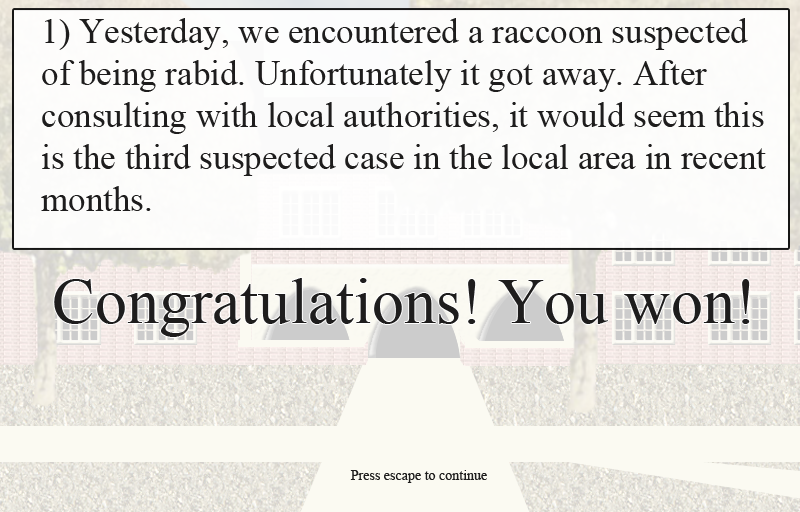 1) Yesterday, we encountered a raccoon suspected
of being rabid. Unfortunately it got away. After
consulting with local authorities, it would seem this
is the third suspected case in the local area in recent
months.
Congratulations! You won!
Press escape to continue